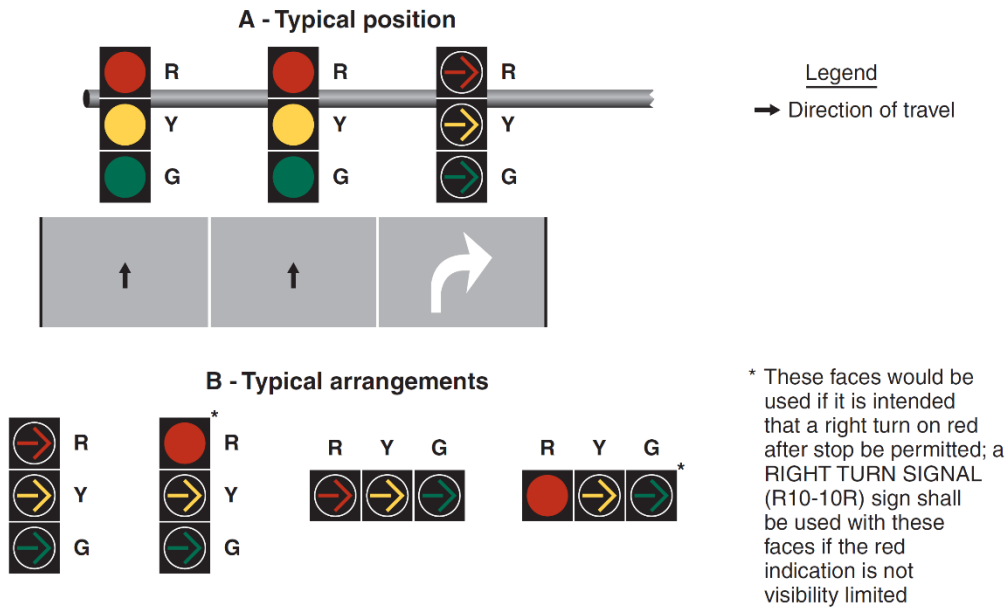 A - Typical position
R R R
Y Y Y
G G G
Legend
Direction of travel
B - Typical arrangements
R
Y
G
*
R
Y
G
R Y G
R Y G
*
* These faces would be
used if it is intended
that a right turn on red
after stop be permitted; a
RIGHT TURN SIGNAL
(R10-10R) sign shall
be used with these
faces if the red
indication is not
visibility limited